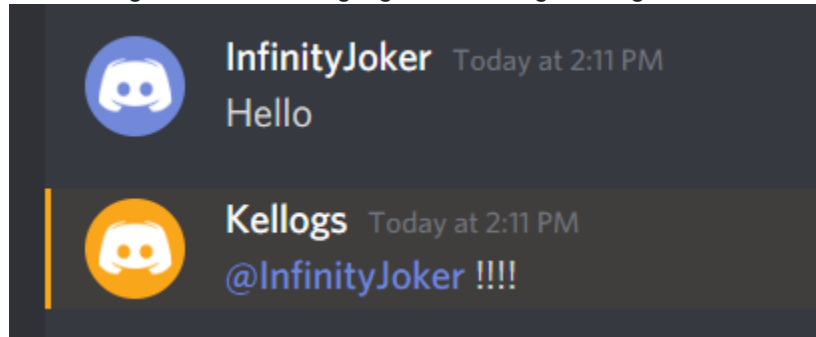 InfinityJoker Today at 2:11 PM
Hello
Kellogs Today at 2:11 PM
@InfinityJoker !!!!